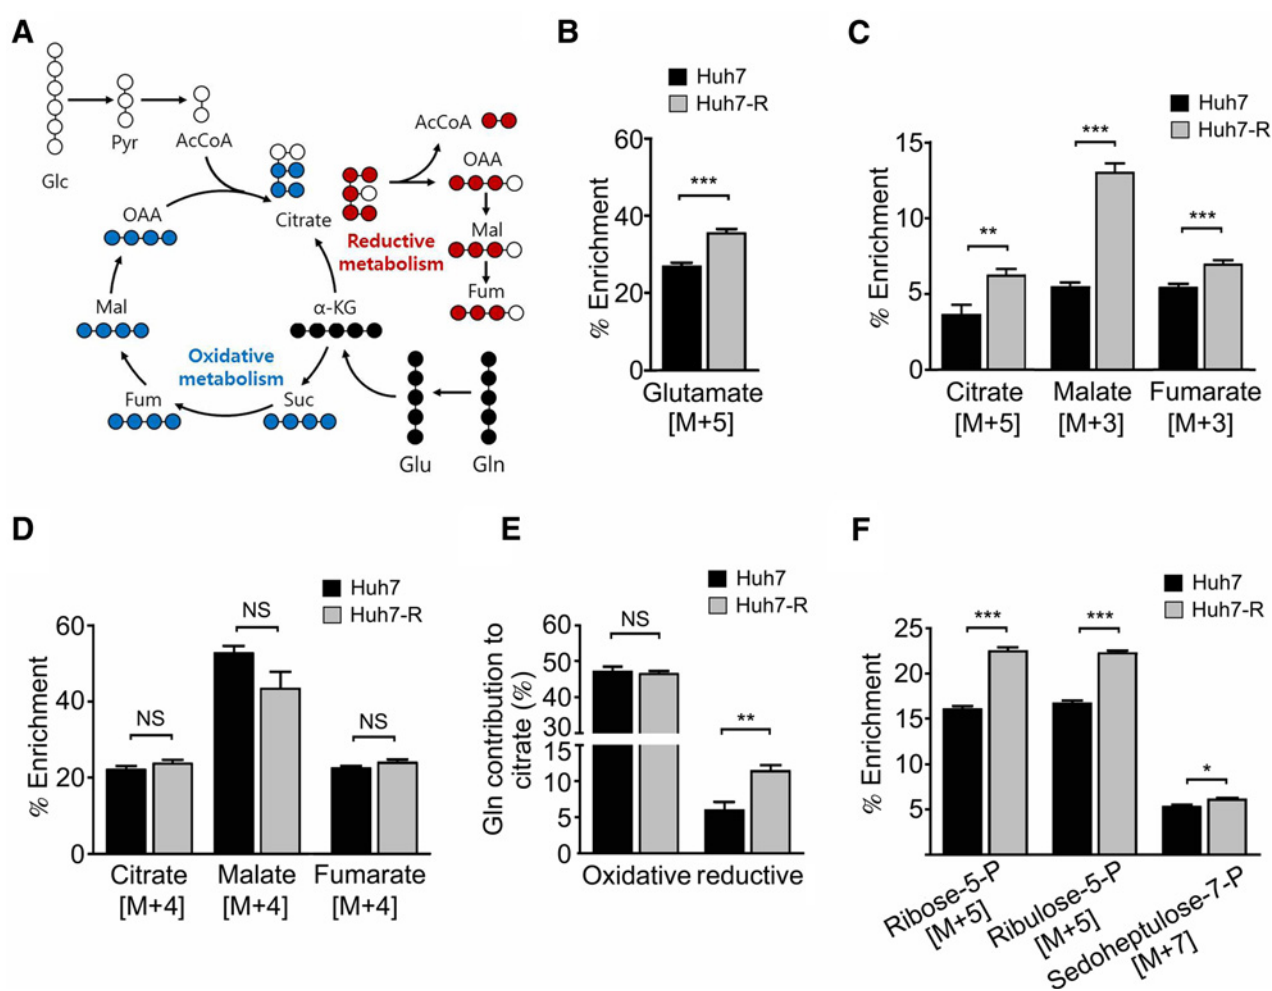 A
Glc
Pyr
AcCoA
OAA
Citrate
AcCoA
OAA
Mal
Fum
Reductive
metabolism
Mal
α-KG
Oxidative
metabolism
Fum
Suc
Glu
Gln
B
Huh7
Huh7-R
% Enrichment
60
40
20
0
***
Glutamate
[M+5]
C
Huh7
Huh7-R
% Enrichment
15
10
5
0
**
***
***
Citrate
[M+5]
Malate
[M+3]
Fumarate
[M+3]
D
Huh7
Huh7-R
% Enrichment
60
40
20
0
NS
NS
NS
Citrate
[M+4]
Malate
[M+4]
Fumarate
[M+4]
E
Huh7
Huh7-R
Gln contribution to
citrate (%)
60
50
40
30
15
10
5
0
NS
**
Oxidative reductive
F
Huh7
Huh7-R
% Enrichment
25
20
15
10
5
***
***
*
Ribose-5-P
[M+5]
Ribulose-5-P
[M+5]
Sedoheptulose-7-P
[M+7]